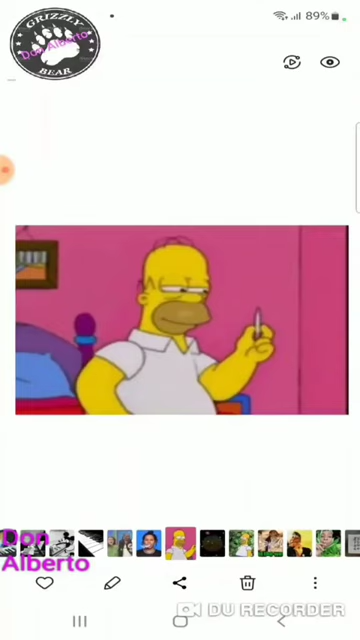 GRIZZLY
Don Alberto
BEAR
89%
Don
Alberto
DU RECORDER